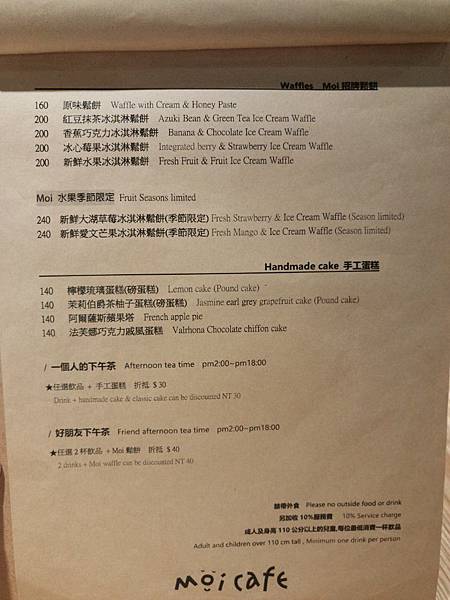 Waffles Moi 招牌鬆餅
160 原味鬆餅 Waffle with Cream & Honey Paste
200 紅豆抹茶冰淇淋鬆餅 Azuki Bean & Green Tea Ice Cream Waffle
200 香蕉巧克力冰淇淋鬆餅 Banana & Chocolate Ice Cream Waffle
200 冰心莓果冰淇淋鬆餅 Integrated berry & Strawberry Ice Cream Waffle
200 新鮮水果冰淇淋鬆餅 Fresh Fruit & Fruit Ice Cream Waffle
Moi 水果季節限定 Fruit Seasons limited
240 新鮮大湖草莓冰淇淋鬆餅(季節限定) Fresh Strawberry & Ice Cream Waffle (Season limited)
240 新鮮愛文芒果冰淇淋鬆餅(季節限定) Fresh Mango & Ice Cream Waffle (Season limited)
Handmade cake 手工蛋糕
140 檸檬琉璃蛋糕(磅蛋糕) Lemon cake (Pound cake)
140 茉莉伯爵茶柚子蛋糕(磅蛋糕) Jasmine earl grey grapefruit cake (Pound cake)
140 阿爾薩斯蘋果塔 French apple pie
140 法芙娜巧克力戚風蛋糕 Valrhona Chocolate chiffon cake
/ 一個人的下午茶 Afternoon tea time pm2:00~pm18:00
★任選飲品 + 手工蛋糕 折抵 $ 30
Drink + handmade cake & classic cake can be discounted NT 30
/ 好朋友下午茶 Friend afternoon tea time pm2:00~pm18:00
★任選 2 杯飲品 + Moi 鬆餅 折抵 $ 40
2 drinks + Moi waffle can be discounted NT 40
禁帶外食 Please no outside food or drink
另加收 10%服務費 10% Service charge
成人及身高 110 公分以上的兒童,每位最低消費一杯飲品
Adult and children over 110 cm tall , Minimum one drink per person
moi cafe